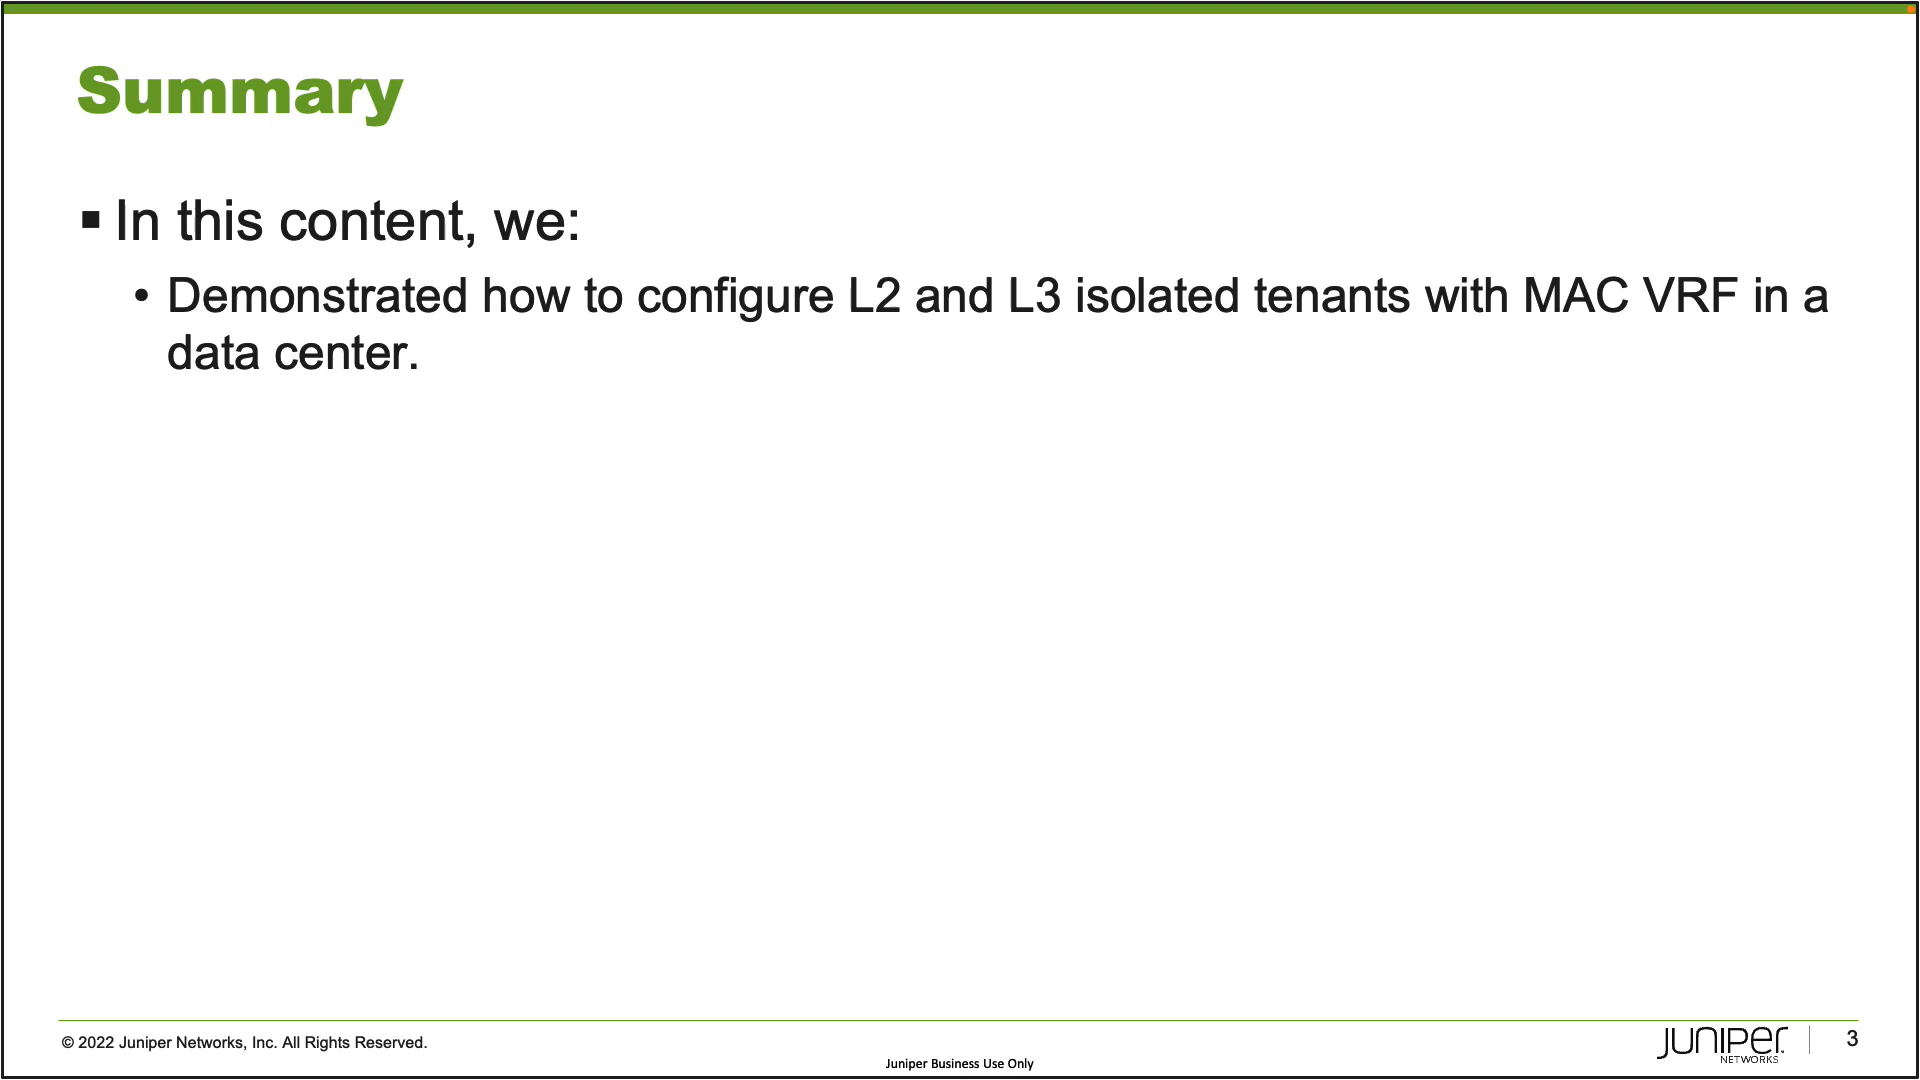 Summary
▪ In this content, we:
• Demonstrated how to configure L2 and L3 isolated tenants with MAC VRF in a
data center.
© 2022 Juniper Networks, Inc. All Rights Reserved.
Juniper Business Use Only
JUNIPER
NETWORKS
3